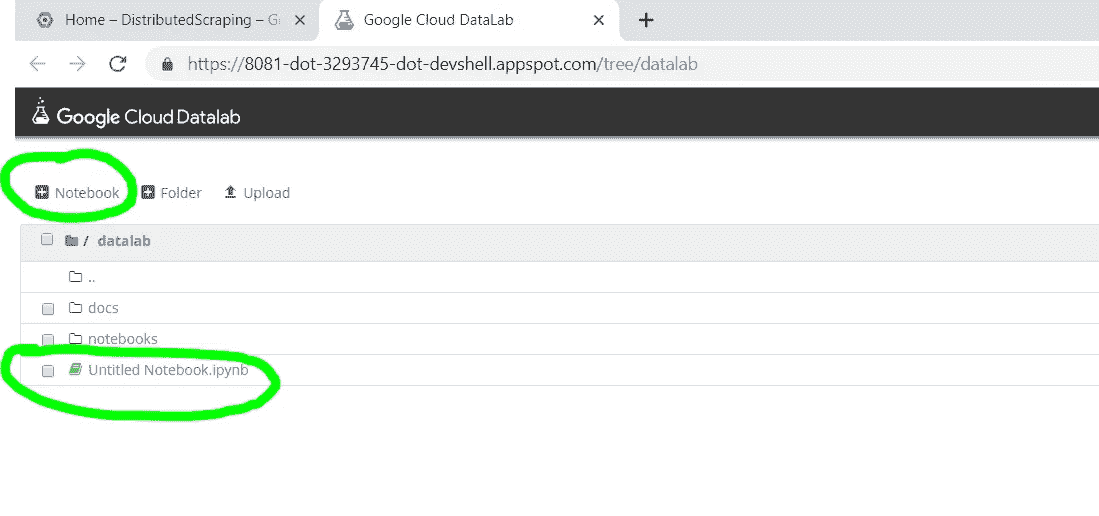 Home – DistributedScraping – G
Google Cloud DataLab
https://8081-dot-3293745-dot-devshell.appspot.com/tree/datalab
Google Cloud Datalab
Notebook Folder Upload
/ datalab
..
docs
notebooks
Untitled Notebook.ipynb